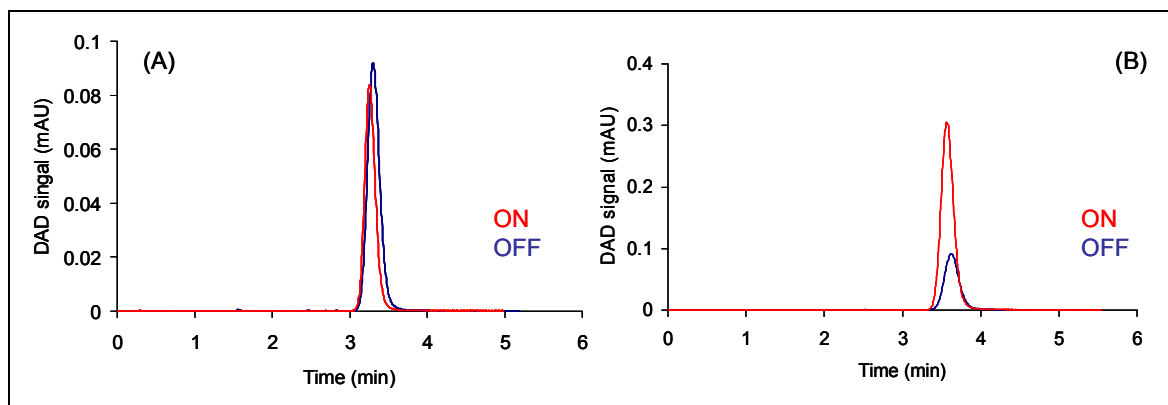 (A)
DAD singal (mAU)
0.1
0.08
0.06
0.04
0.02
0
0 1 2 3 4 5 6
Time (min)
ON
OFF
(B)
DAD signal (mAU)
0.4
0.3
0.2
0.1
0
0 1 2 3 4 5 6
Time (min)
ON
OFF